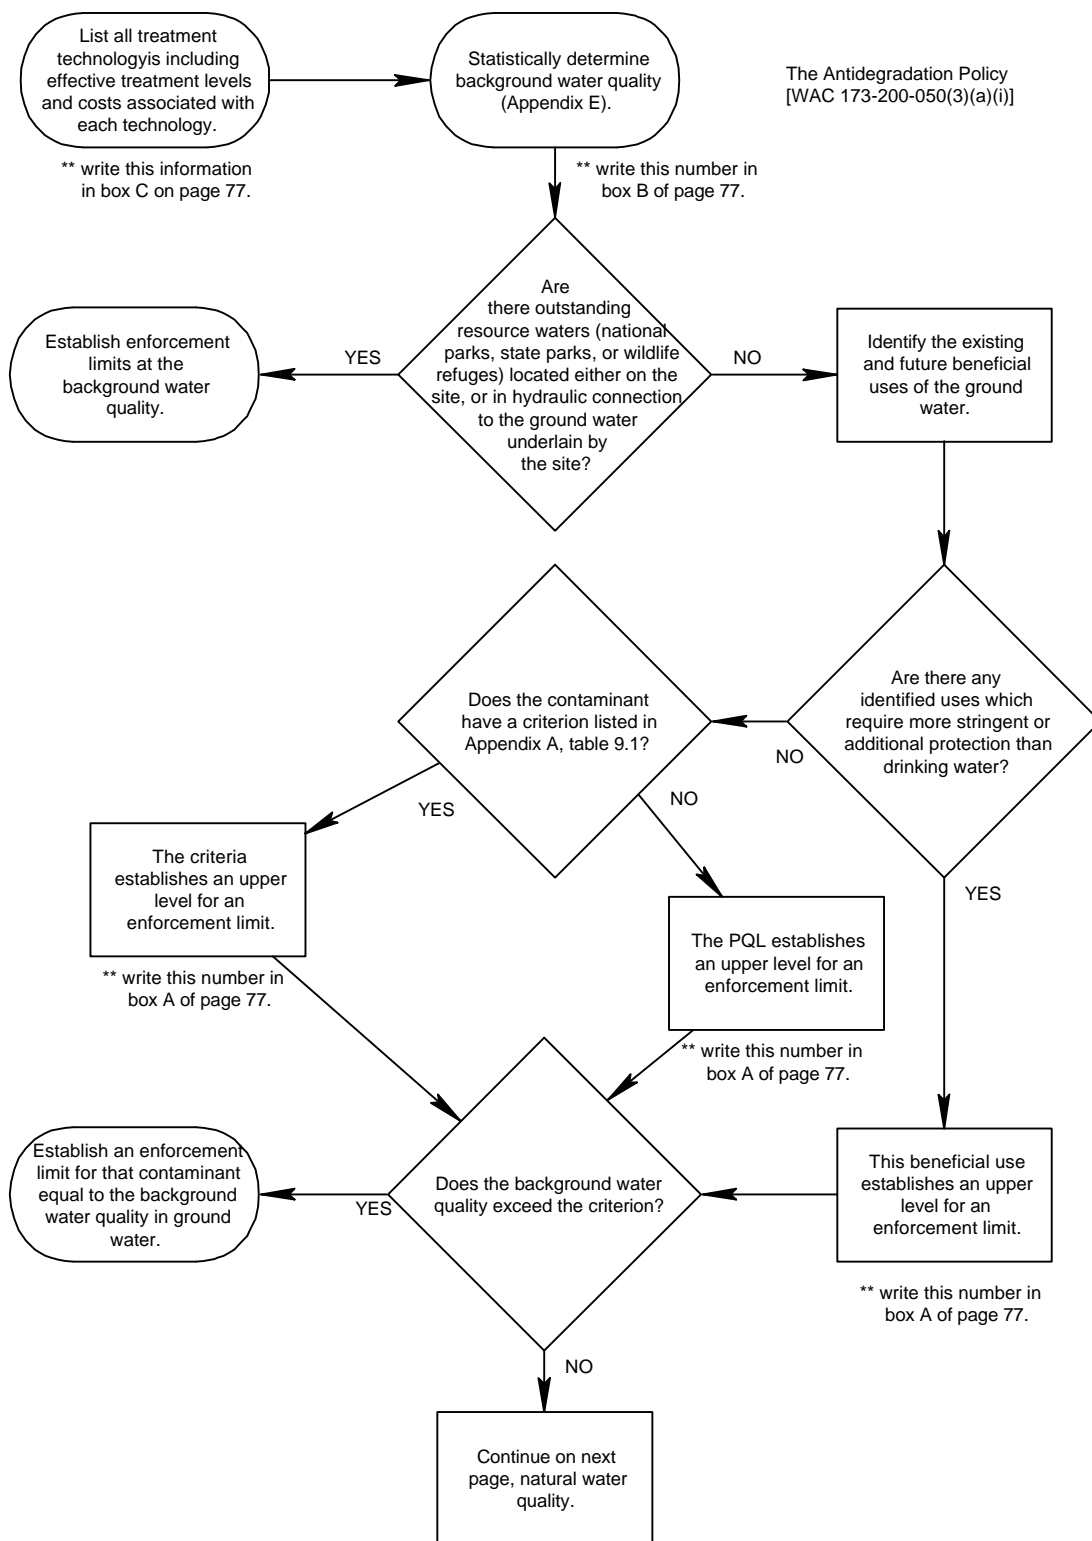 List all treatment
technologyis including
effective treatment levels
and costs associated with
each technology.
Statistically determine
background water quality
(Appendix E).
The Antidegradation Policy
[WAC 173-200-050(3)(a)(i)]
** write this information
in box C on page 77.
** write this number in
box B of page 77.
Are
there outstanding
resource waters (national
parks, state parks, or wildlife
refuges) located either on the
site, or in hydraulic connection
to the ground water
underlain by
the site?
YES
NO
Establish enforcement
limits at the
background water
quality.
Identify the existing
and future beneficial
uses of the ground
water.
Does the contaminant
have a criterion listed in
Appendix A, table 9.1?
Are there any
identified uses which
require more stringent or
additional protection than
drinking water?
NO
YES
NO
YES
The criteria
establishes an upper
level for an
enforcement limit.
** write this number in
box A of page 77.
The PQL establishes
an upper level for an
enforcement limit.
** write this number in
box A of page 77.
Establish an enforcement
limit for that contaminant
equal to the background
water quality in ground
water.
YES
Does the background water
quality exceed the criterion?
This beneficial use
establishes an upper
level for an
enforcement limit.
** write this number in
box A of page 77.
NO
Continue on next
page, natural water
quality.